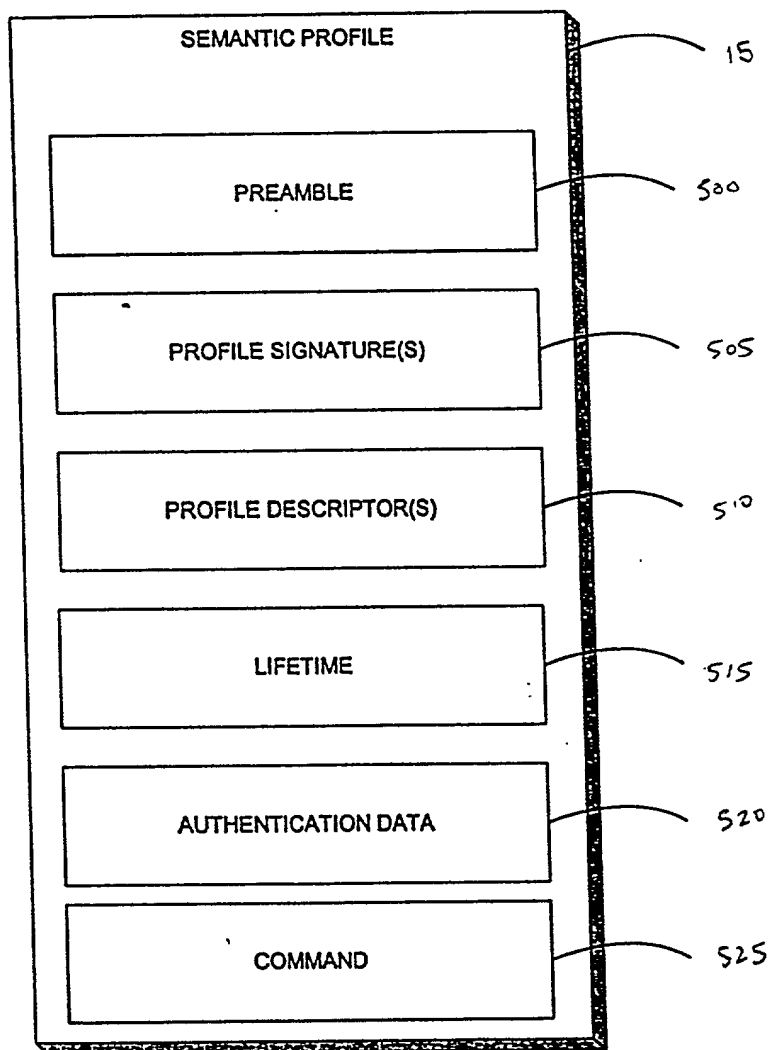 SEMANTIC PROFILE
15
PREAMBLE
500
PROFILE SIGNATURE(S)
505
PROFILE DESCRIPTOR(S)
510
LIFETIME
515
AUTHENTICATION DATA
520
COMMAND
525